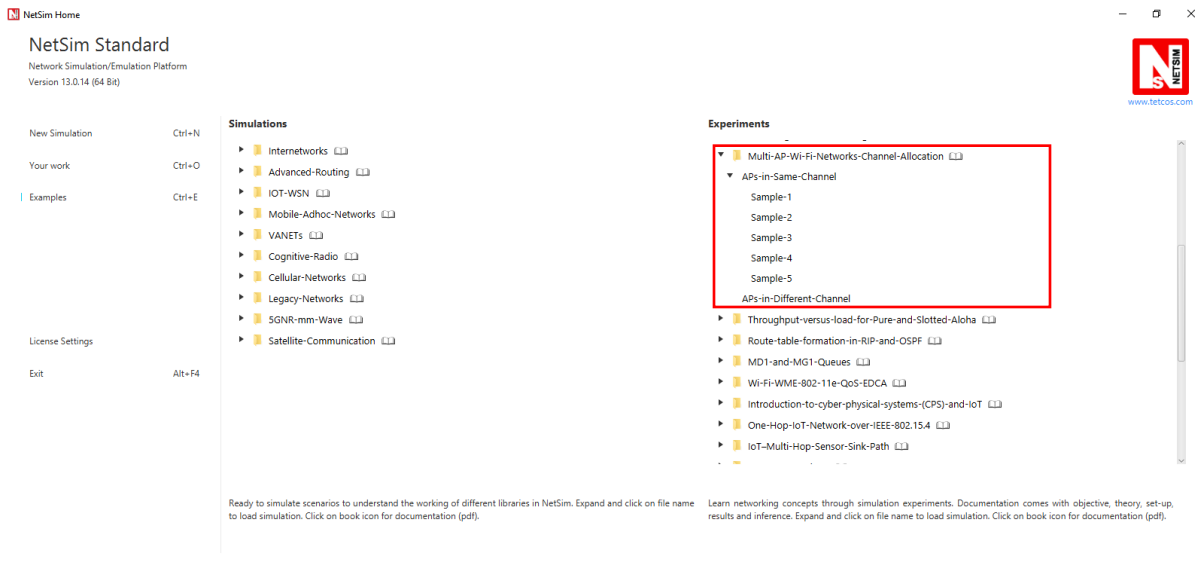 NetSim Home
NetSim Standard
Network Simulation/Emulation Platform
Version 13.0.14 (64 Bit)
N
S
NETSIM
www.tetcos.com
New Simulation Ctrl+N
Your work Ctrl+O
Examples Ctrl+E
License Settings
Exit Alt+F4
Simulations
Internetworks
Advanced-Routing
IOT-WSN
Mobile-Adhoc-Networks
VANETs
Cognitive-Radio
Cellular-Networks
Legacy-Networks
5GNR-mm-Wave
Satellite-Communication
Ready to simulate scenarios to understand the working of different libraries in NetSim. Expand and click on file name
to load simulation. Click on book icon for documentation (pdf).
Experiments
Multi-AP-Wi-Fi-Networks-Channel-Allocation
APs-in-Same-Channel
Sample-1
Sample-2
Sample-3
Sample-4
Sample-5
APs-in-Different-Channel
Throughput-versus-load-for-Pure-and-Slotted-Aloha
Route-table-formation-in-RIP-and-OSPF
MD1-and-MG1-Queues
Wi-Fi-WME-802-11e-QoS-EDCA
Introduction-to-cyber-physical-systems-(CPS)-and-IoT
One-Hop-IoT-Network-over-IEEE-802.15.4
IoT–Multi-Hop-Sensor-Sink-Path
Learn networking concepts through simulation experiments. Documentation comes with objective, theory, set-up,
results and inference. Expand and click on file name to load simulation. Click on book icon for documentation (pdf).